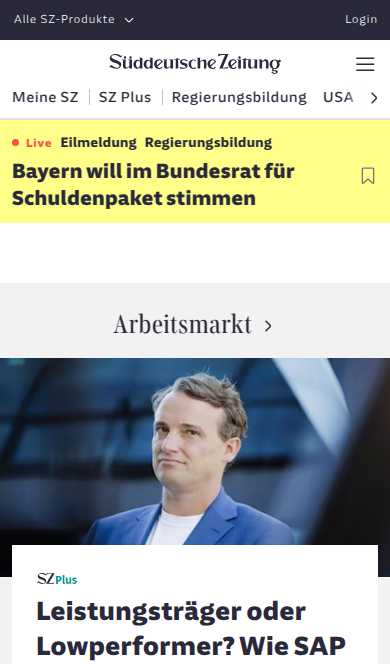 Alle SZ-Produkte
Login
Süddeutsche Zeitung
Meine SZ SZ Plus Regierungsbildung USA
Live Eilmeldung Regierungsbildung
Bayern will im Bundesrat für
Schuldenpaket stimmen
Arbeitsmarkt
SZ Plus
Leistungsträger oder
Lowperformer? Wie SAP